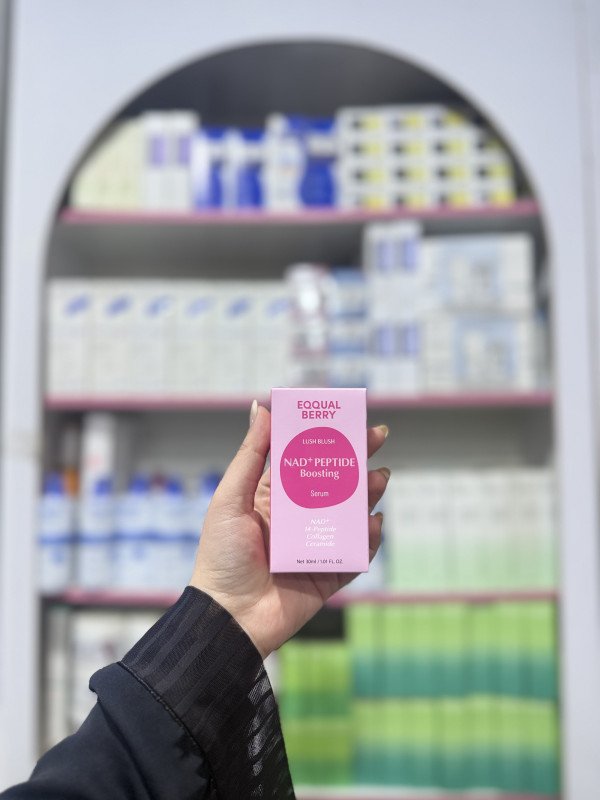 EQQUAL
BERRY
LUSH BLUSH
NAD⁺ PEPTIDE
Boosting
Serum
NAD⁺
14-Peptide
Collagen
Ceramide
Net 30ml / 1.01 FL. OZ.